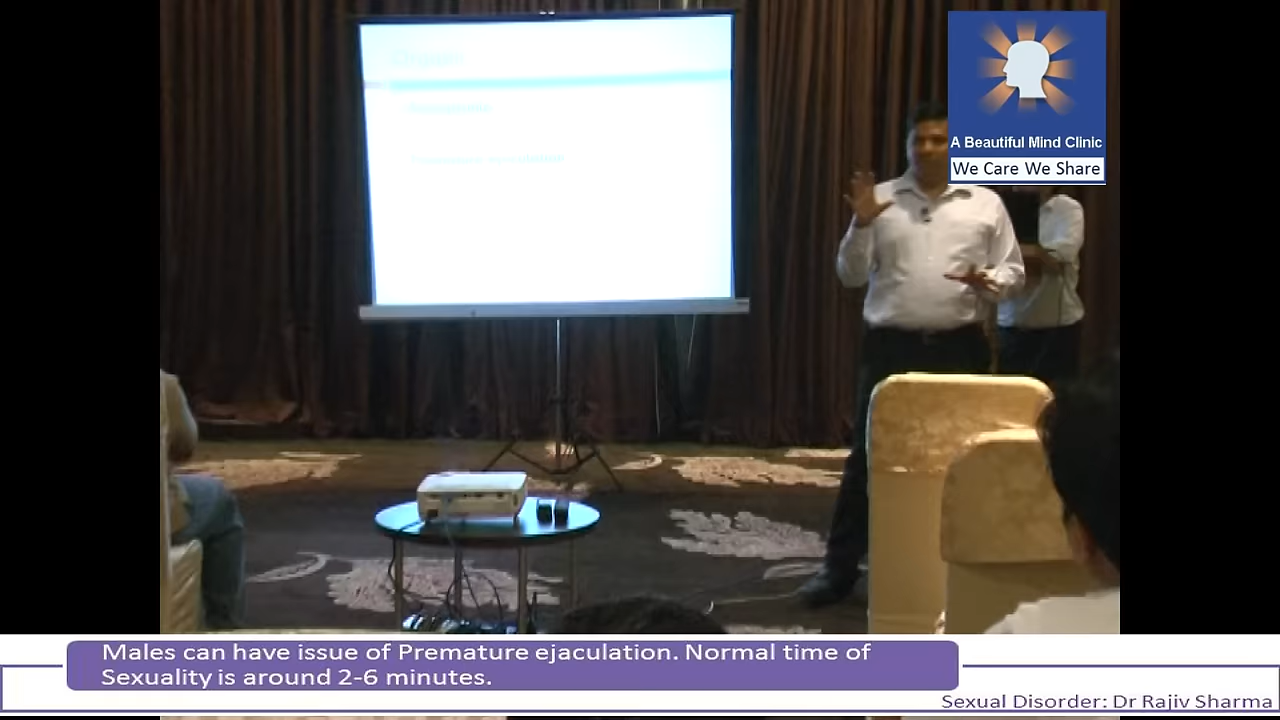 A Beautiful Mind Clinic
We Care We Share
Males can have issue of Premature ejaculation. Normal time of
Sexuality is around 2-6 minutes.
Sexual Disorder: Dr Rajiv Sharma